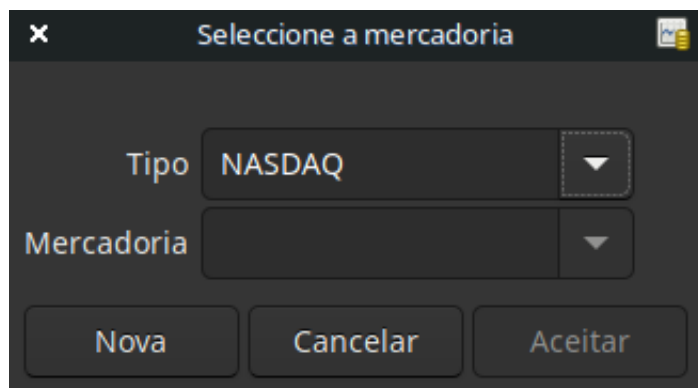 Seleccione a mercadoria
Tipo NASDAQ
Mercadoria
Nova Cancelar Aceitar